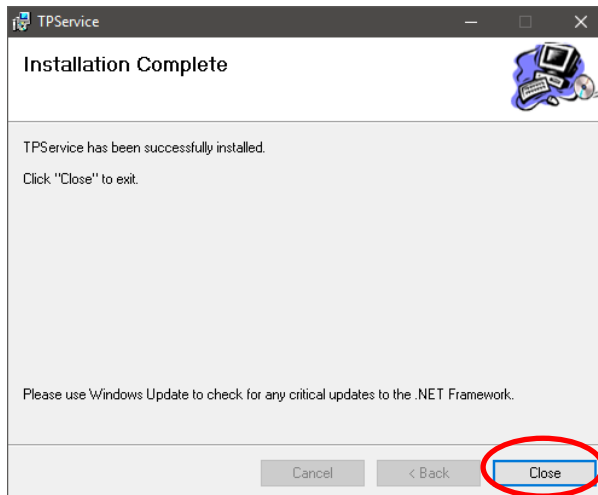 TPService
Installation Complete
TPService has been successfully installed.
Click "Close" to exit.
Please use Windows Update to check for any critical updates to the .NET Framework.
Cancel
< Back
Close